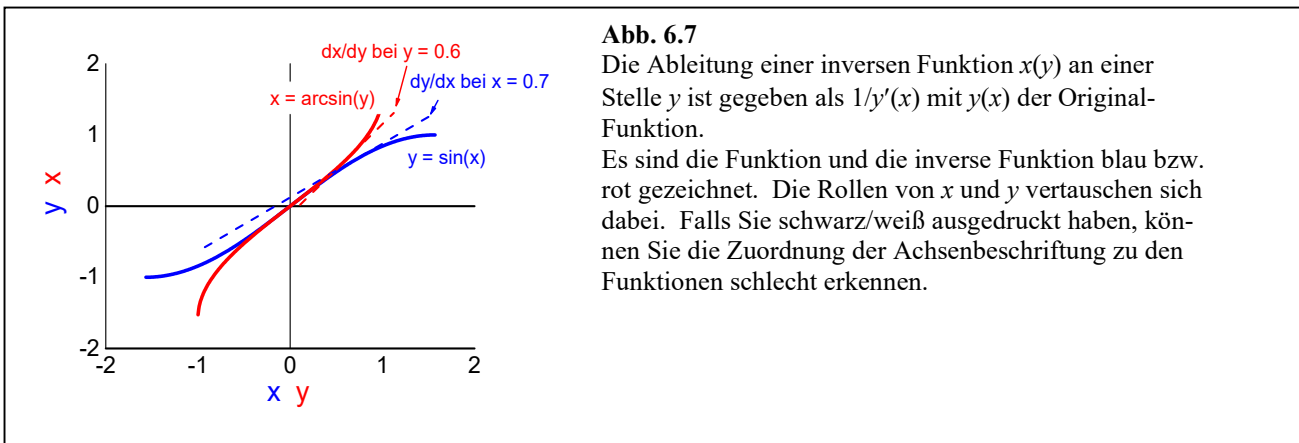 dx/dy bei y = 0.6
dy/dx bei x = 0.7
x = arcsin(y)
y = sin(x)
2
1
0
-1
-2
y x
-2
-1
0
1
2
x y
Abb. 6.7
Die Ableitung einer inversen Funktion x(y) an einer
Stelle y ist gegeben als 1/y′(x) mit y(x) der Original-
Funktion.
Es sind die Funktion und die inverse Funktion blau bzw.
rot gezeichnet. Die Rollen von x und y vertauschen sich
dabei. Falls Sie schwarz/weiß ausgedruckt haben, kön-
nen Sie die Zuordnung der Achsenbeschriftung zu den
Funktionen schlecht erkennen.